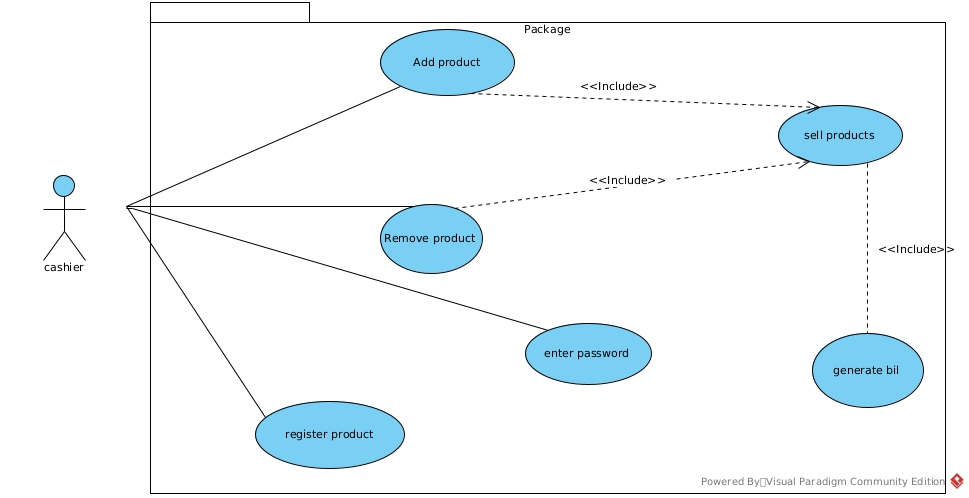 Package
Add product
<<Include>>
sell products
<<Include>>
Remove product
<<Include>>
cashier
enter password
generate bil
register product
Powered By Visual Paradigm Community Edition